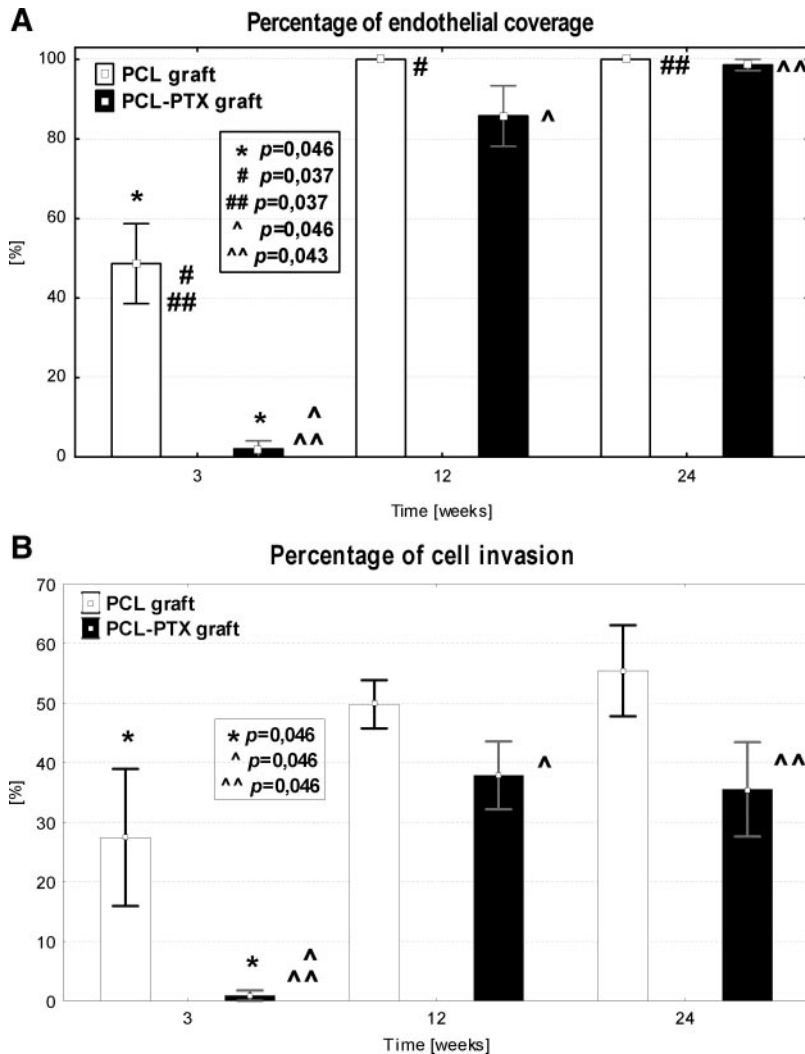 A
Percentage of endothelial coverage
PCL graft
PCL-PTX graft
* p=0,046
# p=0,037
## p=0,037
^ p=0,046
^^ p=0,043
[%]
100
80
60
40
20
0
*
#
##
*
^
^^
#
^
##
^^
3 12 24
Time [weeks]
B
Percentage of cell invasion
PCL graft
PCL-PTX graft
* p=0,046
^ p=0,046
^^ p=0,046
[%]
70
60
50
40
30
20
10
0
*
*
^
^^
^
^^
3 12 24
Time [weeks]